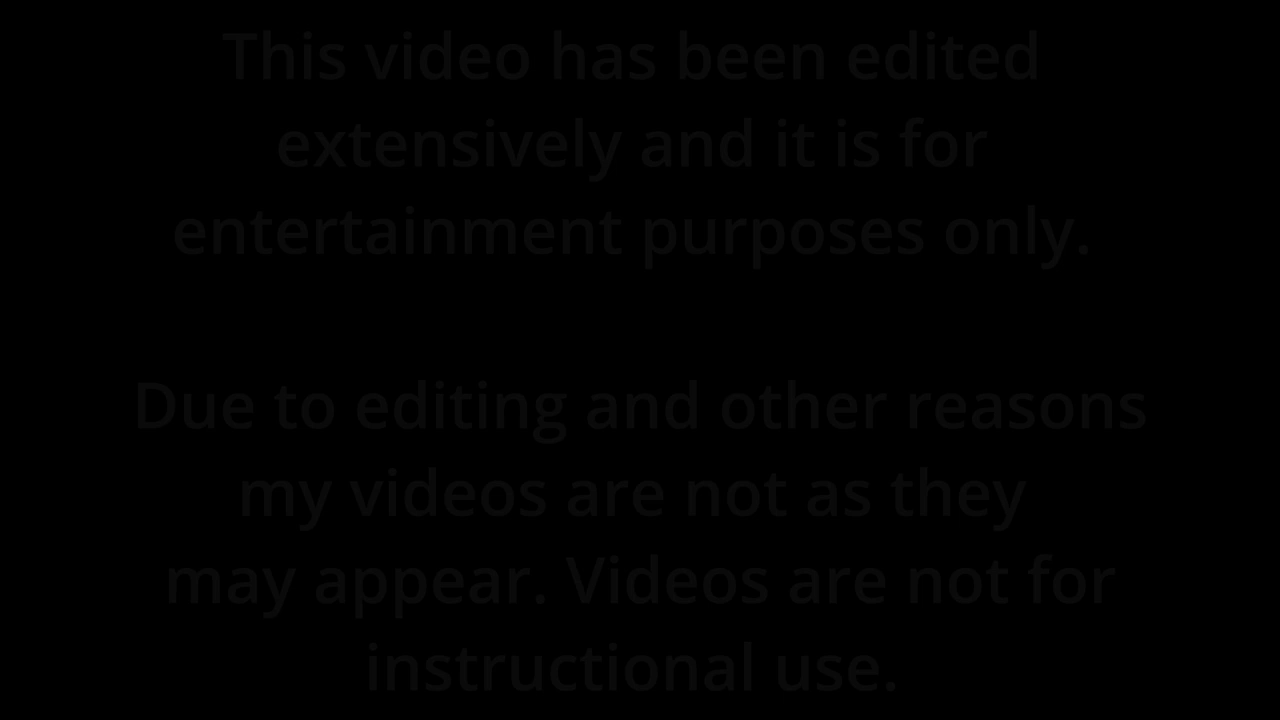 This video has been edited
extensively and it is for
entertainment purposes only.
Due to editing and other reasons
my videos are not as they
may appear. Videos are not for
instructional use.